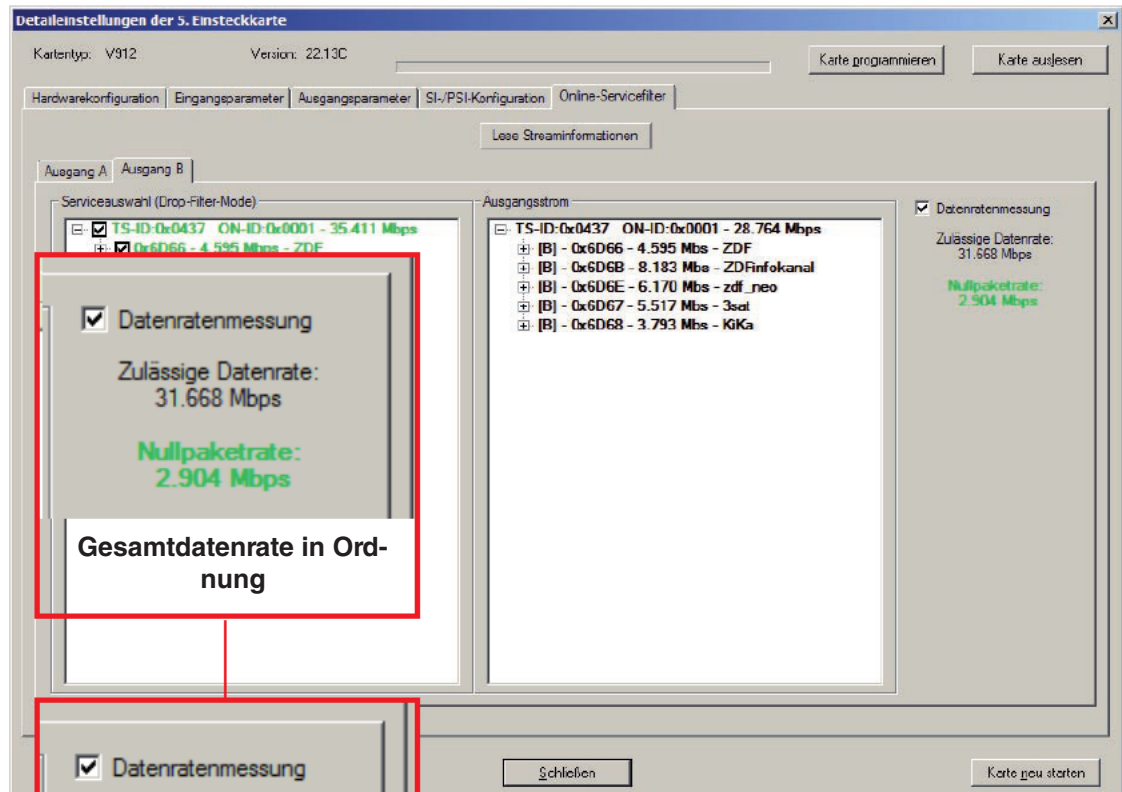 Detaileinstellungen der 5. Einsteckkarte
Kartentyp: V912 Version: 22.13C
Karte programmieren
Karte auslesen
Hardwarekonfiguration
Eingangsparameter
Ausgangsparameter
SI-/PSI-Konfiguration
Online-Servicefilter
Lese Streaminformationen
Ausgang A
Ausgang B
Serviceauswahl (Drop-Filter-Mode)
TS-ID:0x0437 ON-ID:0x0001 - 35.411 Mbps
0x6D66 - 4.595 Mbps - ZDF
Datenratenmessung
Zulässige Datenrate:
31.668 Mbps
Nullpaketrate:
2.904 Mbps
Gesamtdatenrate in Ord-
nung
Ausgangsstrom
TS-ID:0x0437 ON-ID:0x0001 - 28.764 Mbps
[B] - 0x6D66 - 4.595 Mbs - ZDF
[B] - 0x6D6B - 8.183 Mbs - ZDFinfokanal
[B] - 0x6D6E - 6.170 Mbs - zdf_neo
[B] - 0x6D67 - 5.517 Mbs - 3sat
[B] - 0x6D68 - 3.793 Mbs - KiKa
Datenratenmessung
Zulässige Datenrate:
31.668 Mbps
Nullpaketrate:
2.904 Mbps
Datenratenmessung
Schließen
Karte neu starten